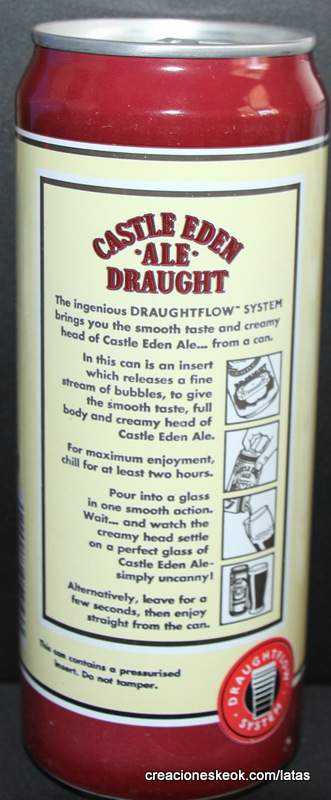 CASTLE EDEN
·ALE·
DRAUGHT
The ingenious DRAUGHTFLOW™ SYSTEM
brings you the smooth taste and creamy
head of Castle Eden Ale... from a can.
In this can is an insert
which releases a fine
stream of bubbles, to give
the smooth taste, full
body and creamy head of
Castle Eden Ale.
For maximum enjoyment,
chill for at least two hours.
Pour into a glass
in one smooth action.
Wait... and watch the
creamy head settle
on a perfect glass of
Castle Eden Ale-
simply uncanny!
Alternatively, leave for a
few seconds, then enjoy
straight from the can.
This can contains a pressurised
insert. Do not tamper.
DRAUGHTFLOW
SYSTEM
creacioneskeok.com/latas